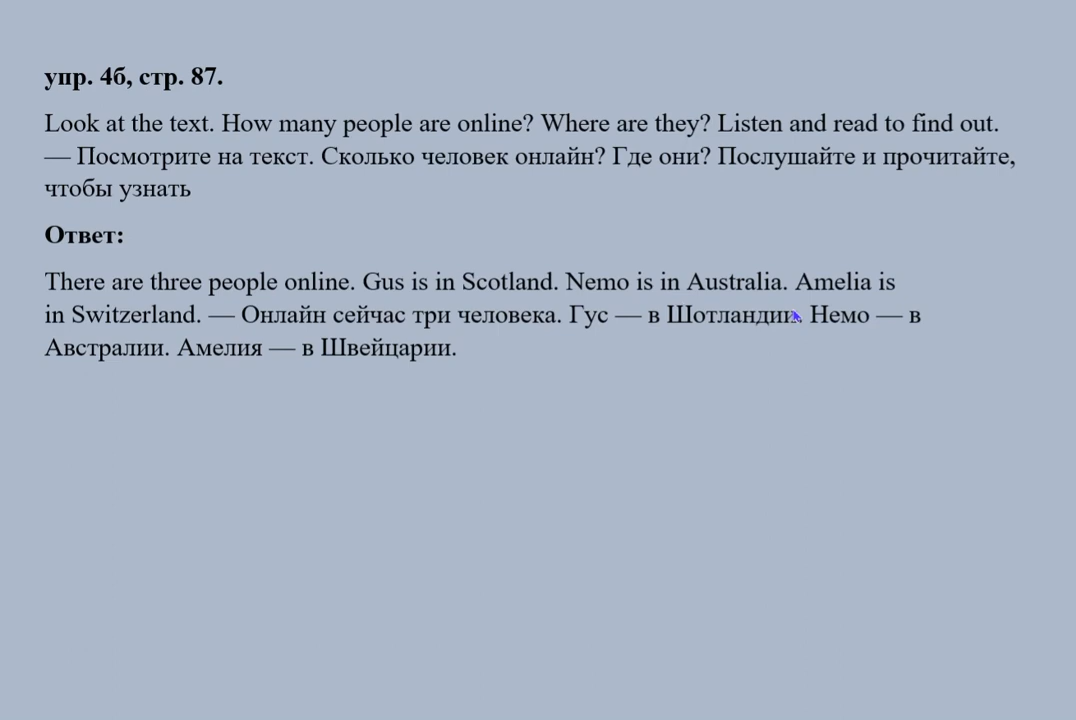 упр. 4б, стр. 87.
Look at the text. How many people are online? Where are they? Listen and read to find out.
— Посмотрите на текст. Сколько человек онлайн? Где они? Послушайте и прочитайте,
чтобы узнать
Ответ:
There are three people online. Gus is in Scotland. Nemo is in Australia. Amelia is
in Switzerland. — Онлайн сейчас три человека. Гус — в Шотландии. Немо — в
Австралии. Амелия — в Швейцарии.